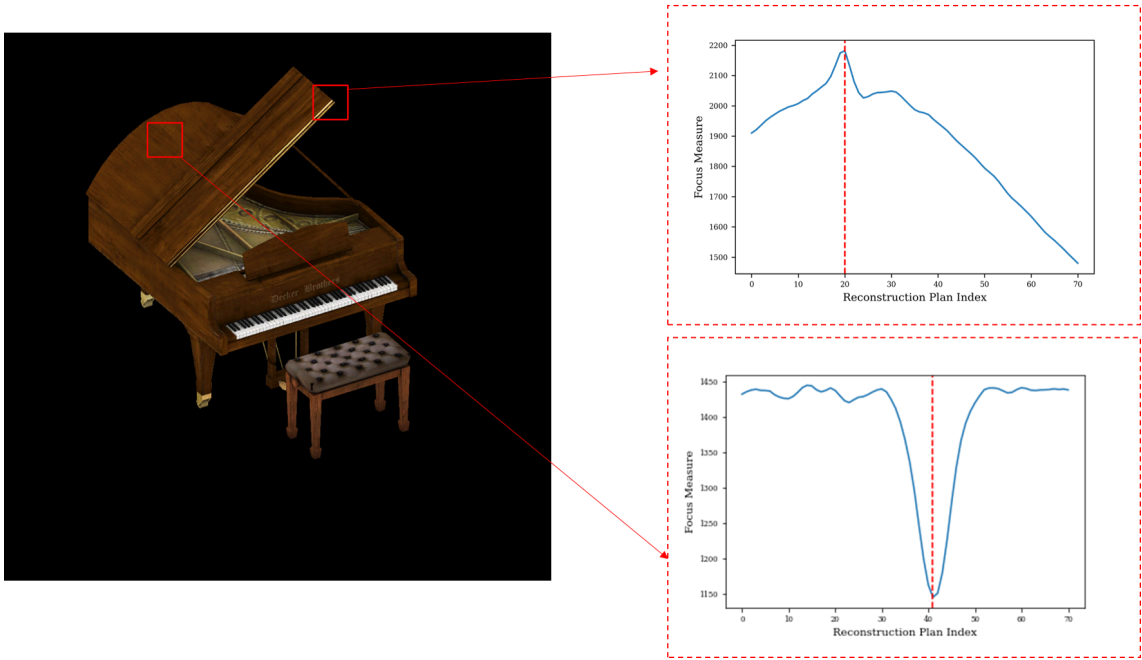 Decker Brothers
2200
2100
2000
1900
1800
1700
1600
1500
Focus Measure
0 10 20 30 40 50 60 70
Reconstruction Plan Index
1450
1400
1350
1300
1250
1200
1150
Focus Measure
0 10 20 30 40 50 60 70
Reconstruction Plan Index